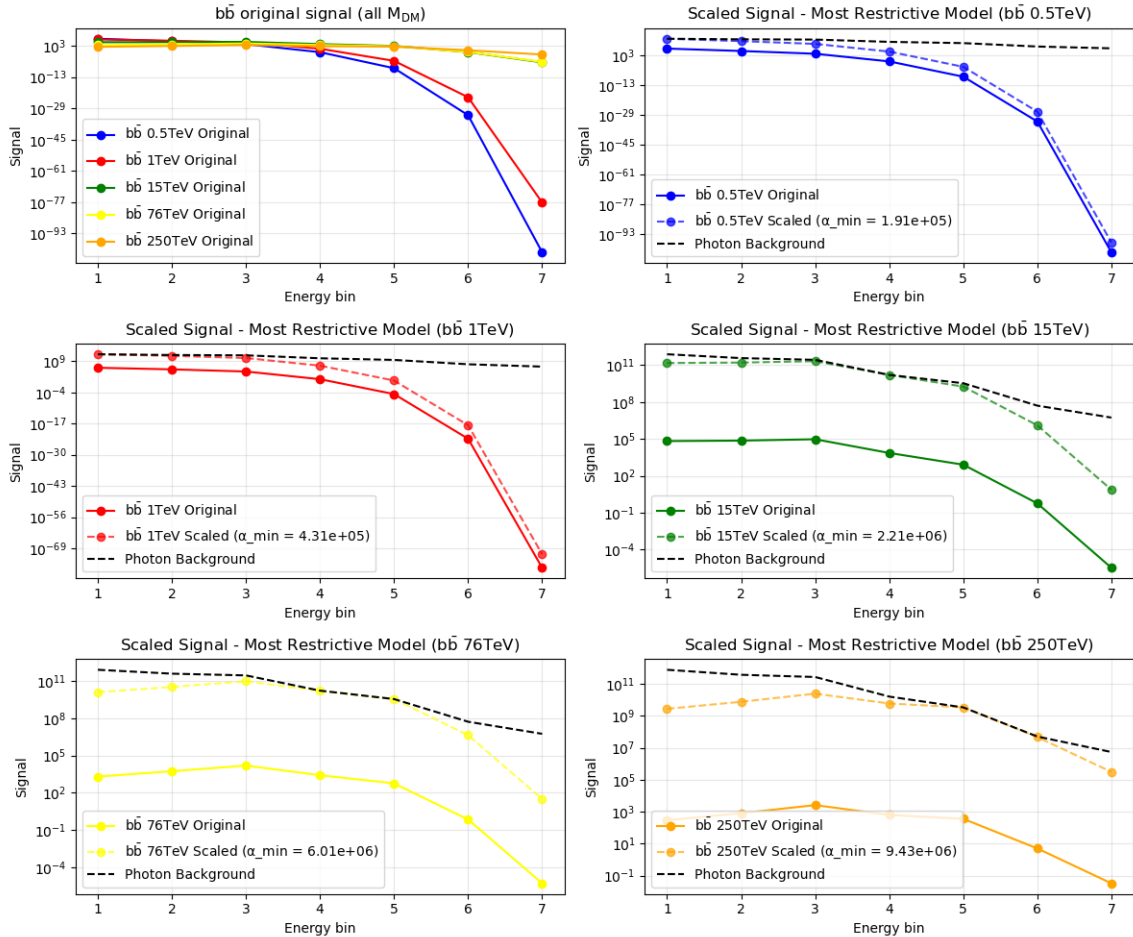 bb̄ original signal (all M_DM)
Signal
10^3
10^−13
10^−29
10^−45
10^−61
10^−77
10^−93
bb̄ 0.5TeV Original
bb̄ 1TeV Original
bb̄ 15TeV Original
bb̄ 76TeV Original
bb̄ 250TeV Original
1 2 3 4 5 6 7
Energy bin
Scaled Signal - Most Restrictive Model (bb̄ 0.5TeV)
Signal
10^3
10^−13
10^−29
10^−45
10^−61
10^−77
10^−93
bb̄ 0.5TeV Original
bb̄ 0.5TeV Scaled (α_min = 1.91e+05)
Photon Background
1 2 3 4 5 6 7
Energy bin
Scaled Signal - Most Restrictive Model (bb̄ 1TeV)
Signal
10^9
10^−4
10^−17
10^−30
10^−43
10^−56
10^−69
bb̄ 1TeV Original
bb̄ 1TeV Scaled (α_min = 4.31e+05)
Photon Background
1 2 3 4 5 6 7
Energy bin
Scaled Signal - Most Restrictive Model (bb̄ 15TeV)
Signal
10^11
10^8
10^5
10^2
10^−1
10^−4
bb̄ 15TeV Original
bb̄ 15TeV Scaled (α_min = 2.21e+06)
Photon Background
1 2 3 4 5 6 7
Energy bin
Scaled Signal - Most Restrictive Model (bb̄ 76TeV)
Signal
10^11
10^8
10^5
10^2
10^−1
10^−4
bb̄ 76TeV Original
bb̄ 76TeV Scaled (α_min = 6.01e+06)
Photon Background
1 2 3 4 5 6 7
Energy bin
Scaled Signal - Most Restrictive Model (bb̄ 250TeV)
Signal
10^11
10^9
10^7
10^5
10^3
10^1
10^−1
bb̄ 250TeV Original
bb̄ 250TeV Scaled (α_min = 9.43e+06)
Photon Background
1 2 3 4 5 6 7
Energy bin